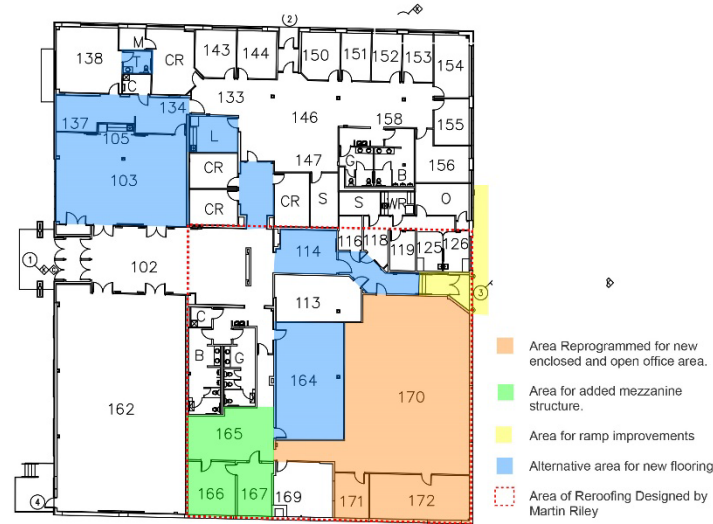 2
M
138
T
CR
143
144
150
151
152
153
154
C
133
137
134
146
158
155
105
L
147
156
103
CR
G
B
CR
CR
S
S
WR
O
1
102
114
116
118
119
125
126
3
113
C
B
G
162
164
170
165
166
167
169
171
172
4
Area Reprogrammed for new
enclosed and open office area.
Area for added mezzanine
structure.
Area for ramp improvements
Alternative area for new flooring
Area of Reroofing Designed by
Martin Riley